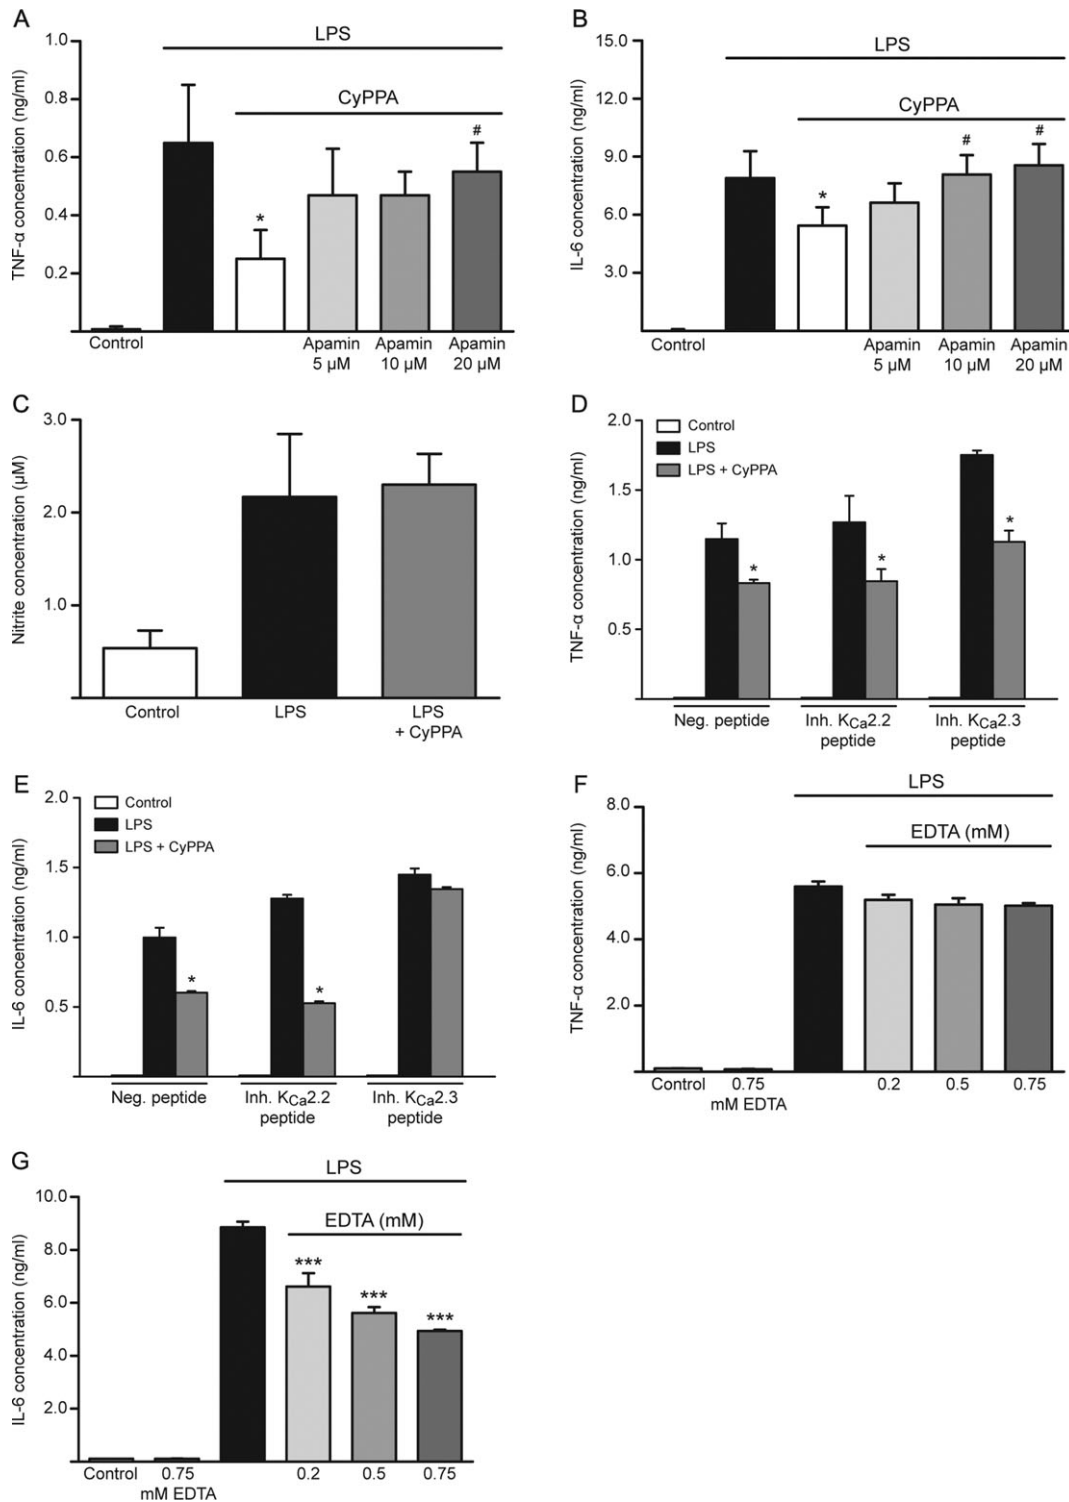 A
LPS
CyPPA
TNF-α concentration (ng/ml)
1.0
0.8
0.6
0.4
0.2
*
#
Control
Apamin 5 μM
Apamin 10 μM
Apamin 20 μM
B
LPS
CyPPA
IL-6 concentration (ng/ml)
15.0
12.0
9.0
6.0
3.0
*
#
#
Control
Apamin 5 μM
Apamin 10 μM
Apamin 20 μM
C
Nitrite concentration (μM)
3.0
2.0
1.0
Control
LPS
LPS + CyPPA
D
TNF-α concentration (ng/ml)
2.0
1.5
1.0
0.5
Control
LPS
LPS + CyPPA
*
*
*
Neg. peptide
Inh. KCa2.2 peptide
Inh. KCa2.3 peptide
E
IL-6 concentration (ng/ml)
2.0
1.5
1.0
0.5
Control
LPS
LPS + CyPPA
*
*
Neg. peptide
Inh. KCa2.2 peptide
Inh. KCa2.3 peptide
F
LPS
EDTA (mM)
TNF-α concentration (ng/ml)
8.0
6.0
4.0
2.0
Control
0.75 mM EDTA
0.2
0.5
0.75
G
LPS
EDTA (mM)
IL-6 concentration (ng/ml)
10.0
8.0
6.0
4.0
2.0
***
***
***
Control
0.75 mM EDTA
0.2
0.5
0.75